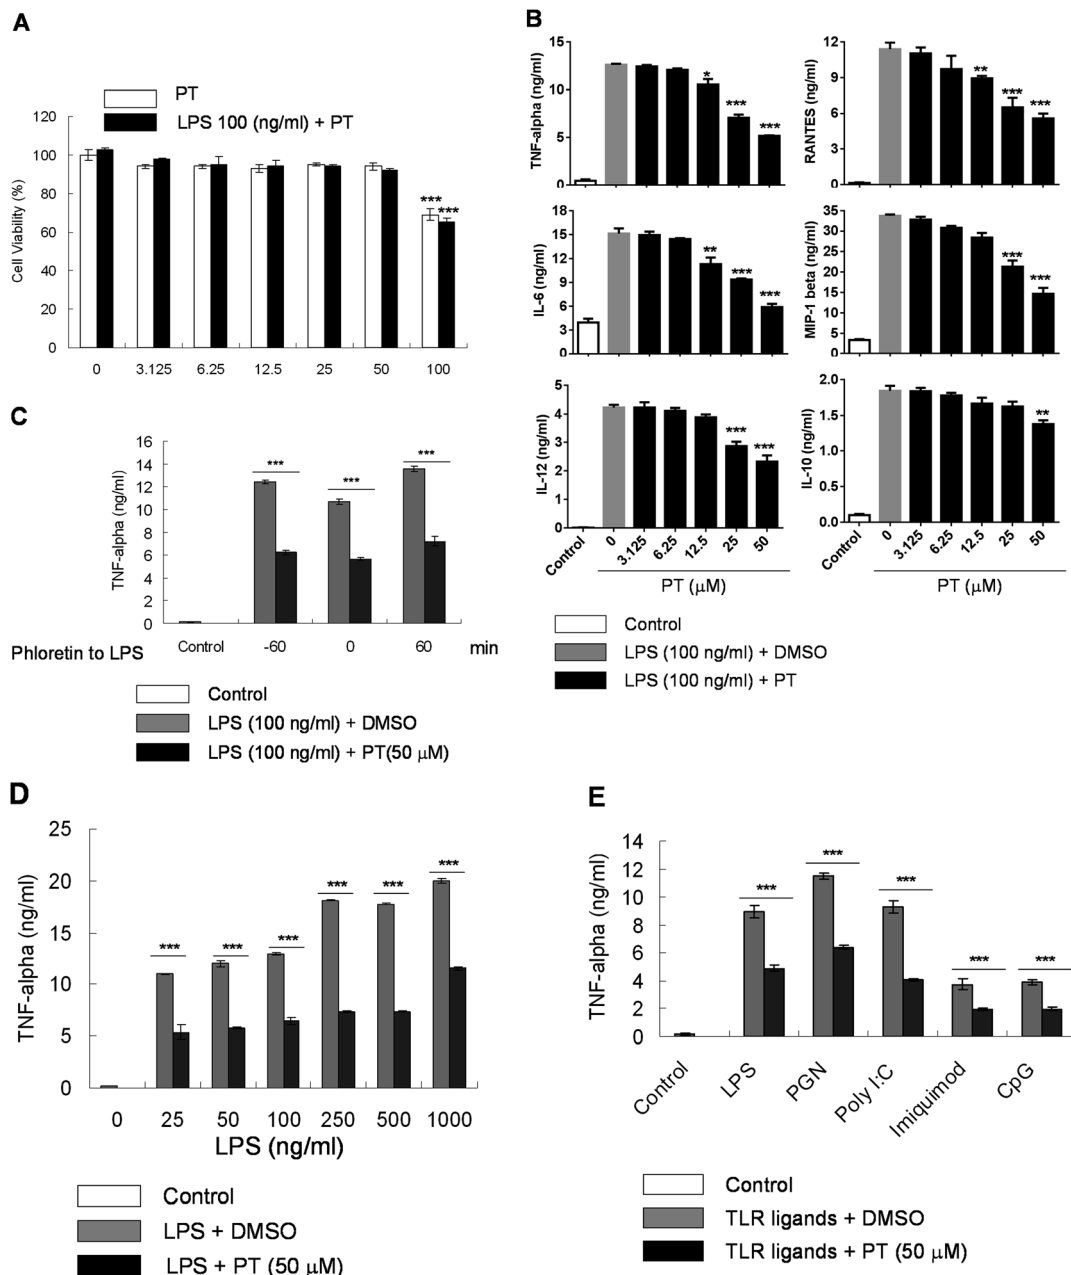 A
PT
LPS 100 (ng/ml) + PT
Cell Viability (%)
120
100
80
60
40
20
0
*** ***
0 3.125 6.25 12.5 25 50 100
B
TNF-alpha (ng/ml)
15
10
5
0
* *** ***
RANTES (ng/ml)
12
9
6
3
0
** *** ***
IL-6 (ng/ml)
18
15
12
9
6
3
0
** *** ***
MIP-1 beta (ng/ml)
35
30
25
20
15
10
5
0
*** ***
IL-12 (ng/ml)
5
4
3
2
1
0
*** ***
Control 0 3.125 6.25 12.5 25 50
PT (μM)
IL-10 (ng/ml)
2.0
1.5
1.0
0.5
0.0
**
Control 0 3.125 6.25 12.5 25 50
PT (μM)
Control
LPS (100 ng/ml) + DMSO
LPS (100 ng/ml) + PT
C
TNF-alpha (ng/ml)
16
14
12
10
8
6
4
2
0
*** *** ***
Phloretin to LPS Control -60 0 60 min
Control
LPS (100 ng/ml) + DMSO
LPS (100 ng/ml) + PT(50 μM)
D
TNF-alpha (ng/ml)
25
20
15
10
5
0
*** *** *** *** *** ***
0 25 50 100 250 500 1000
LPS (ng/ml)
Control
LPS + DMSO
LPS + PT (50 μM)
E
TNF-alpha (ng/ml)
14
12
10
8
6
4
2
0
*** *** *** *** ***
Control LPS PGN Poly I:C Imiquimod CpG
Control
TLR ligands + DMSO
TLR ligands + PT (50 μM)